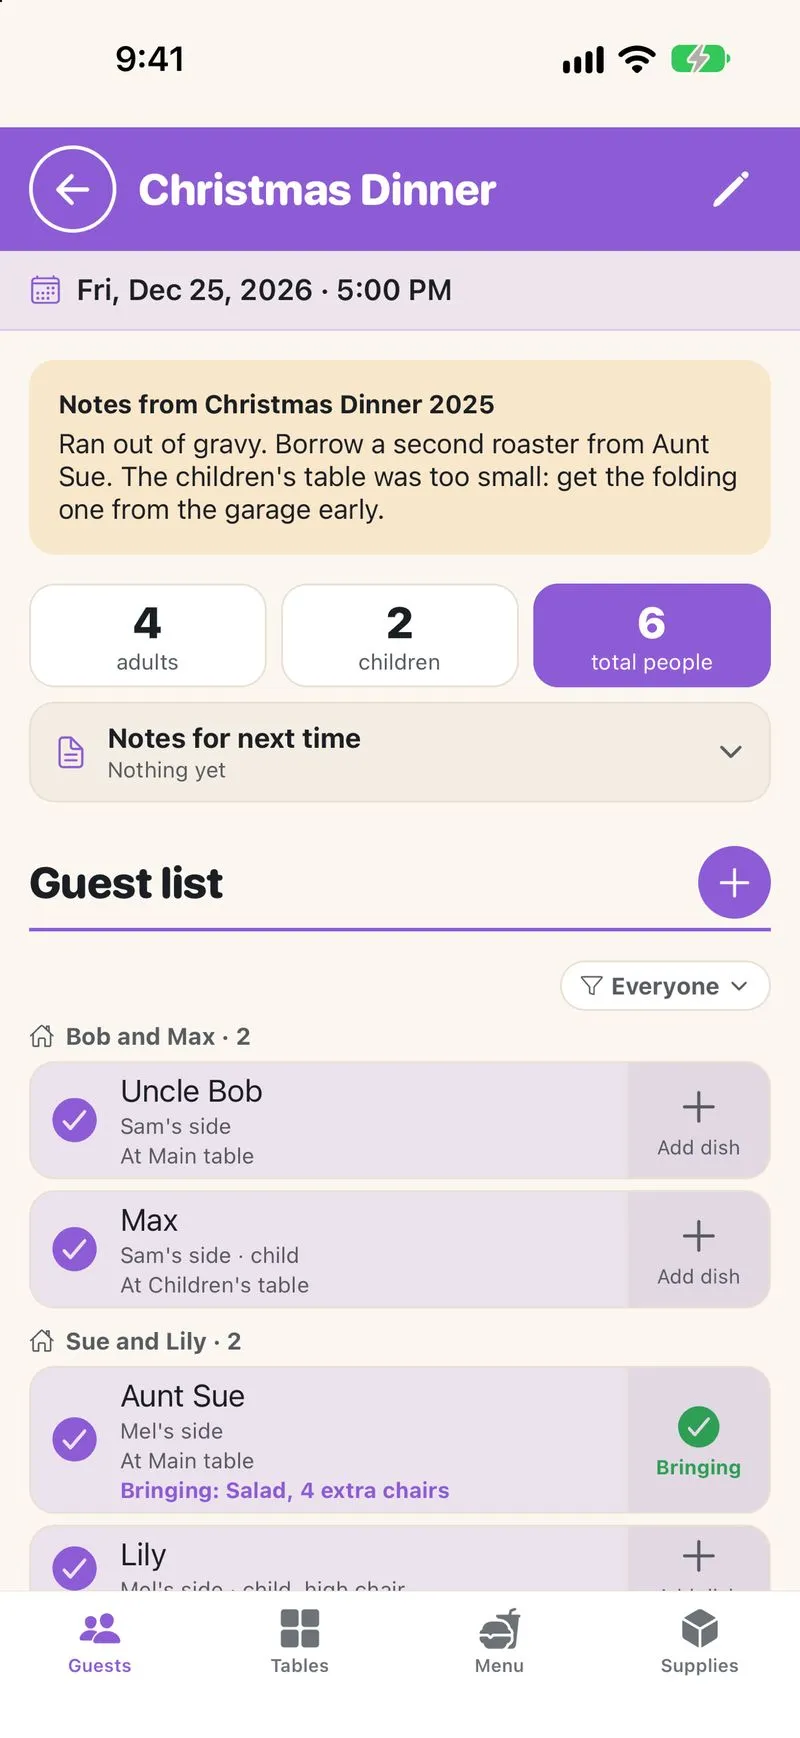 9:41
Christmas Dinner
Fri, Dec 25, 2026 · 5:00 PM
Notes from Christmas Dinner 2025
Ran out of gravy. Borrow a second roaster from Aunt
Sue. The children's table was too small: get the folding
one from the garage early.
4
adults
2
children
6
total people
Notes for next time
Nothing yet
Guest list
Everyone
Bob and Max · 2
Uncle Bob
Sam's side
At Main table
Add dish
Max
Sam's side · child
At Children's table
Add dish
Sue and Lily · 2
Aunt Sue
Mel's side
At Main table
Bringing: Salad, 4 extra chairs
Bringing
Lily
Mel's side · child, high chair
Guests
Tables
Menu
Supplies